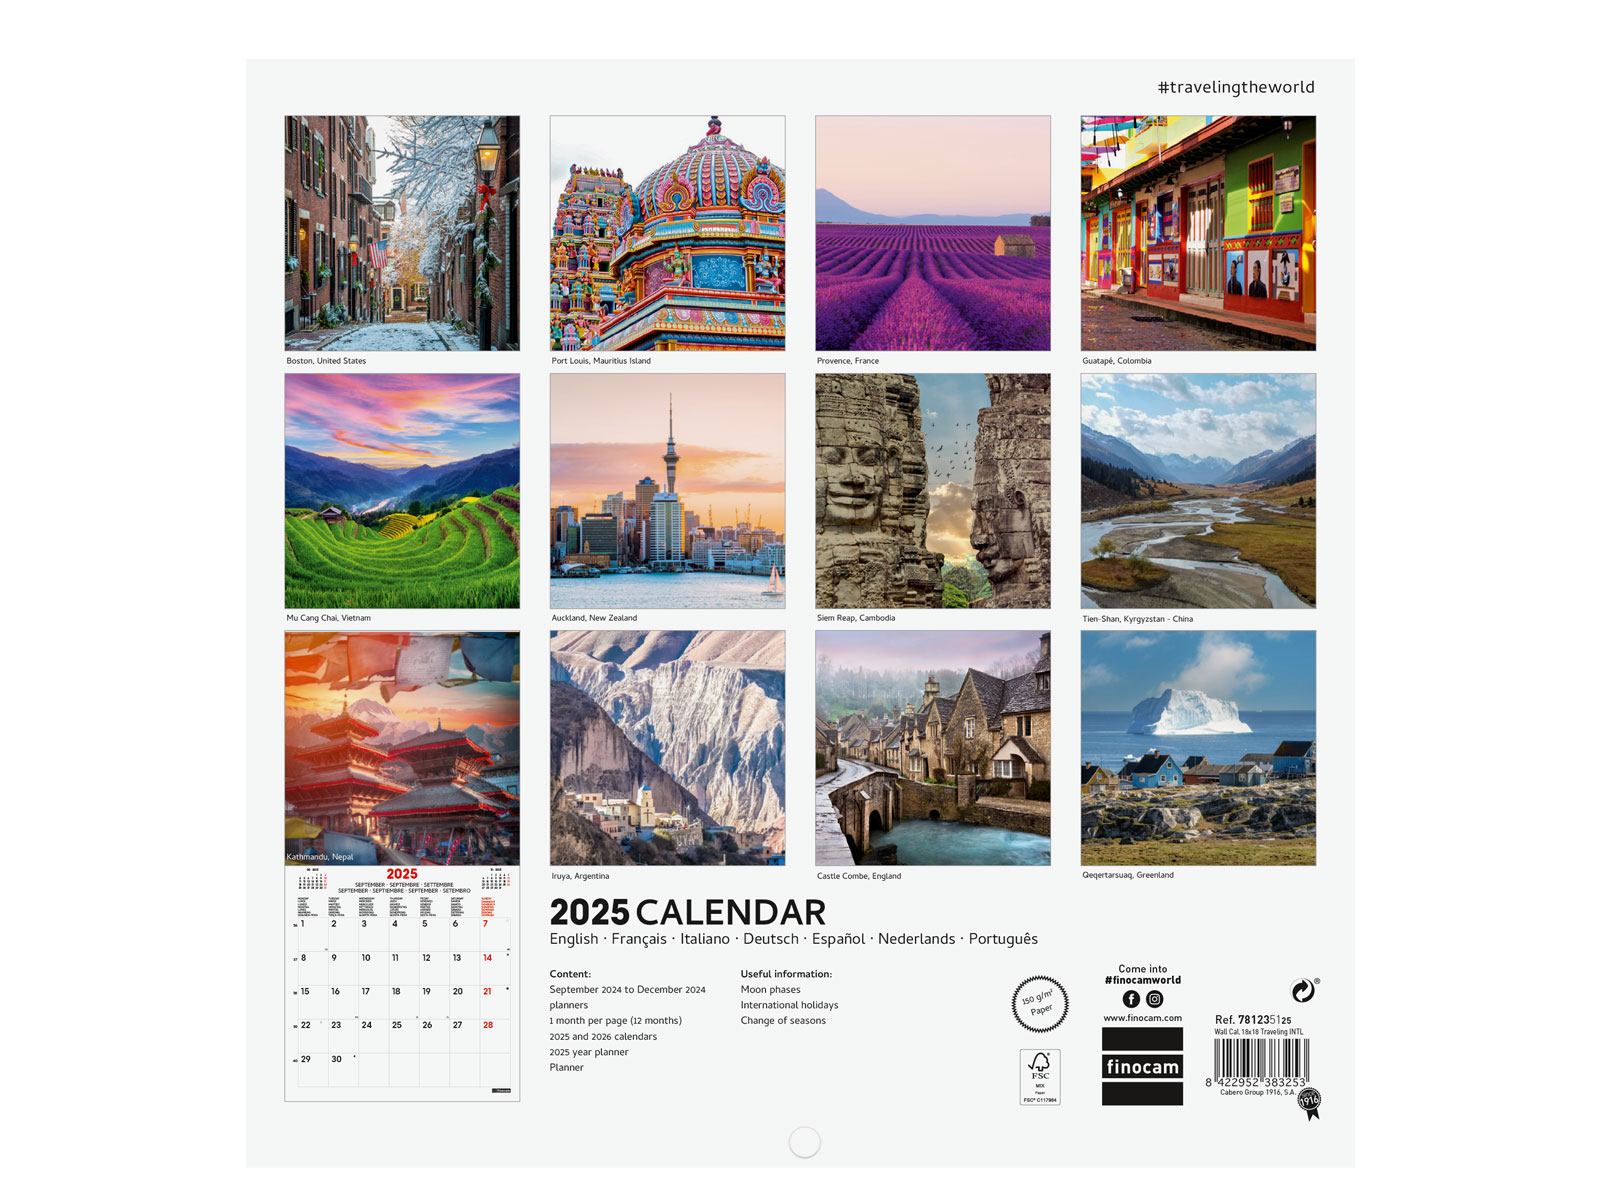 #travelingtheworld
Boston, United States
Port Louis, Mauritius Island
Provence, France
Guatapé, Colombia
Mu Cang Chai, Vietnam
Auckland, New Zealand
Siem Reap, Cambodia
Tien-Shan, Kyrgyzstan - China
Kathmandu, Nepal
Iruya, Argentina
Castle Combe, England
Qeqertarsuaq, Greenland
2025
SEPTEMBER · SEPTEMBRE · SETTEMBRE
SEPTEMBER · SEPTIEMBRE · SEPTEMBER · SETEMBRO
1 2 3 4 5 6 7
8 9 10 11 12 13 14
15 16 17 18 19 20 21
22 23 24 25 26 27 28
29 30
2025 CALENDAR
English · Français · Italiano · Deutsch · Español · Nederlands · Português
Content:
September 2024 to December 2024
planners
1 month per page (12 months)
2025 and 2026 calendars
2025 year planner
Planner
Useful information:
Moon phases
International holidays
Change of seasons
150 g/m²
Paper
FSC
MIX
Paper
FSC® C117984
Come into
#finocamworld
www.finocam.com
finocam
®
Ref. 781235125
Wall Cal.18x18 Traveling INTL
8 422952 383253
Cabero Group 1916, S.A.
1916